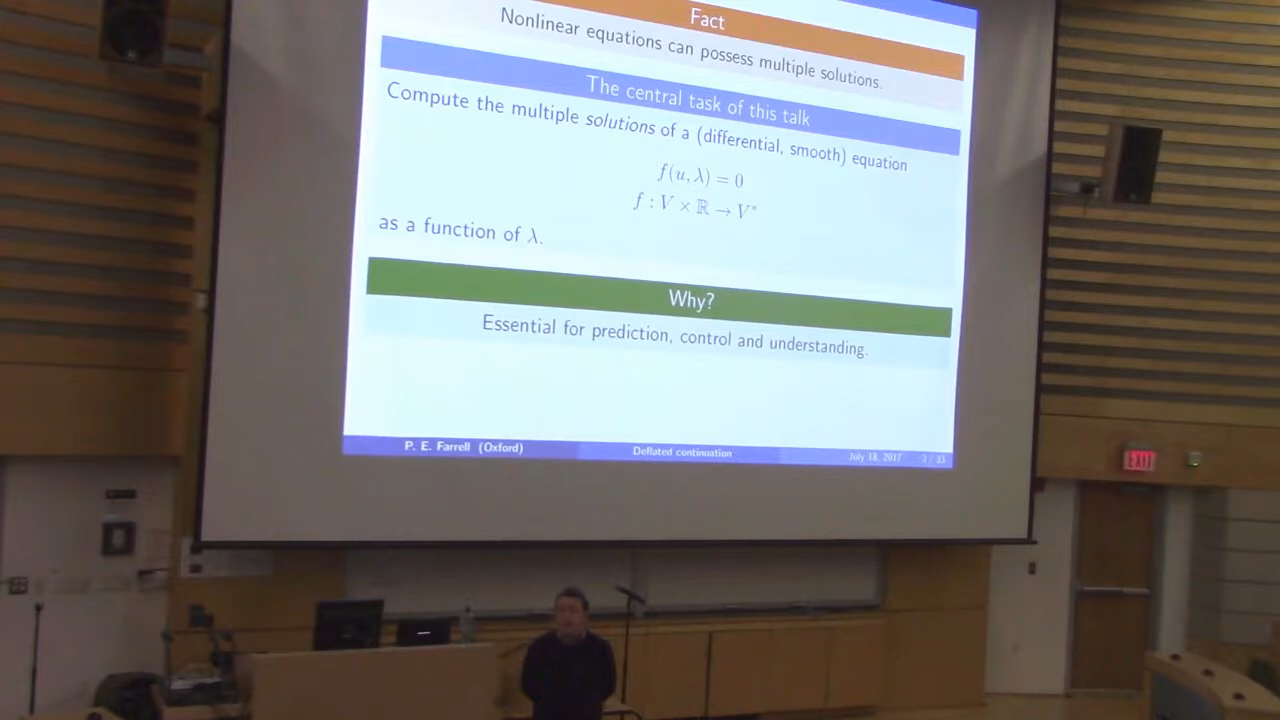 Fact
Nonlinear equations can possess multiple solutions.
The central task of this talk
Compute the multiple solutions of a (differential, smooth) equation
f(u, λ) = 0
f : V × ℝ → V*
as a function of λ.
Why?
Essential for prediction, control and understanding.
P. E. Farrell (Oxford) Deflated continuation July 18, 2017 / 33
EXIT